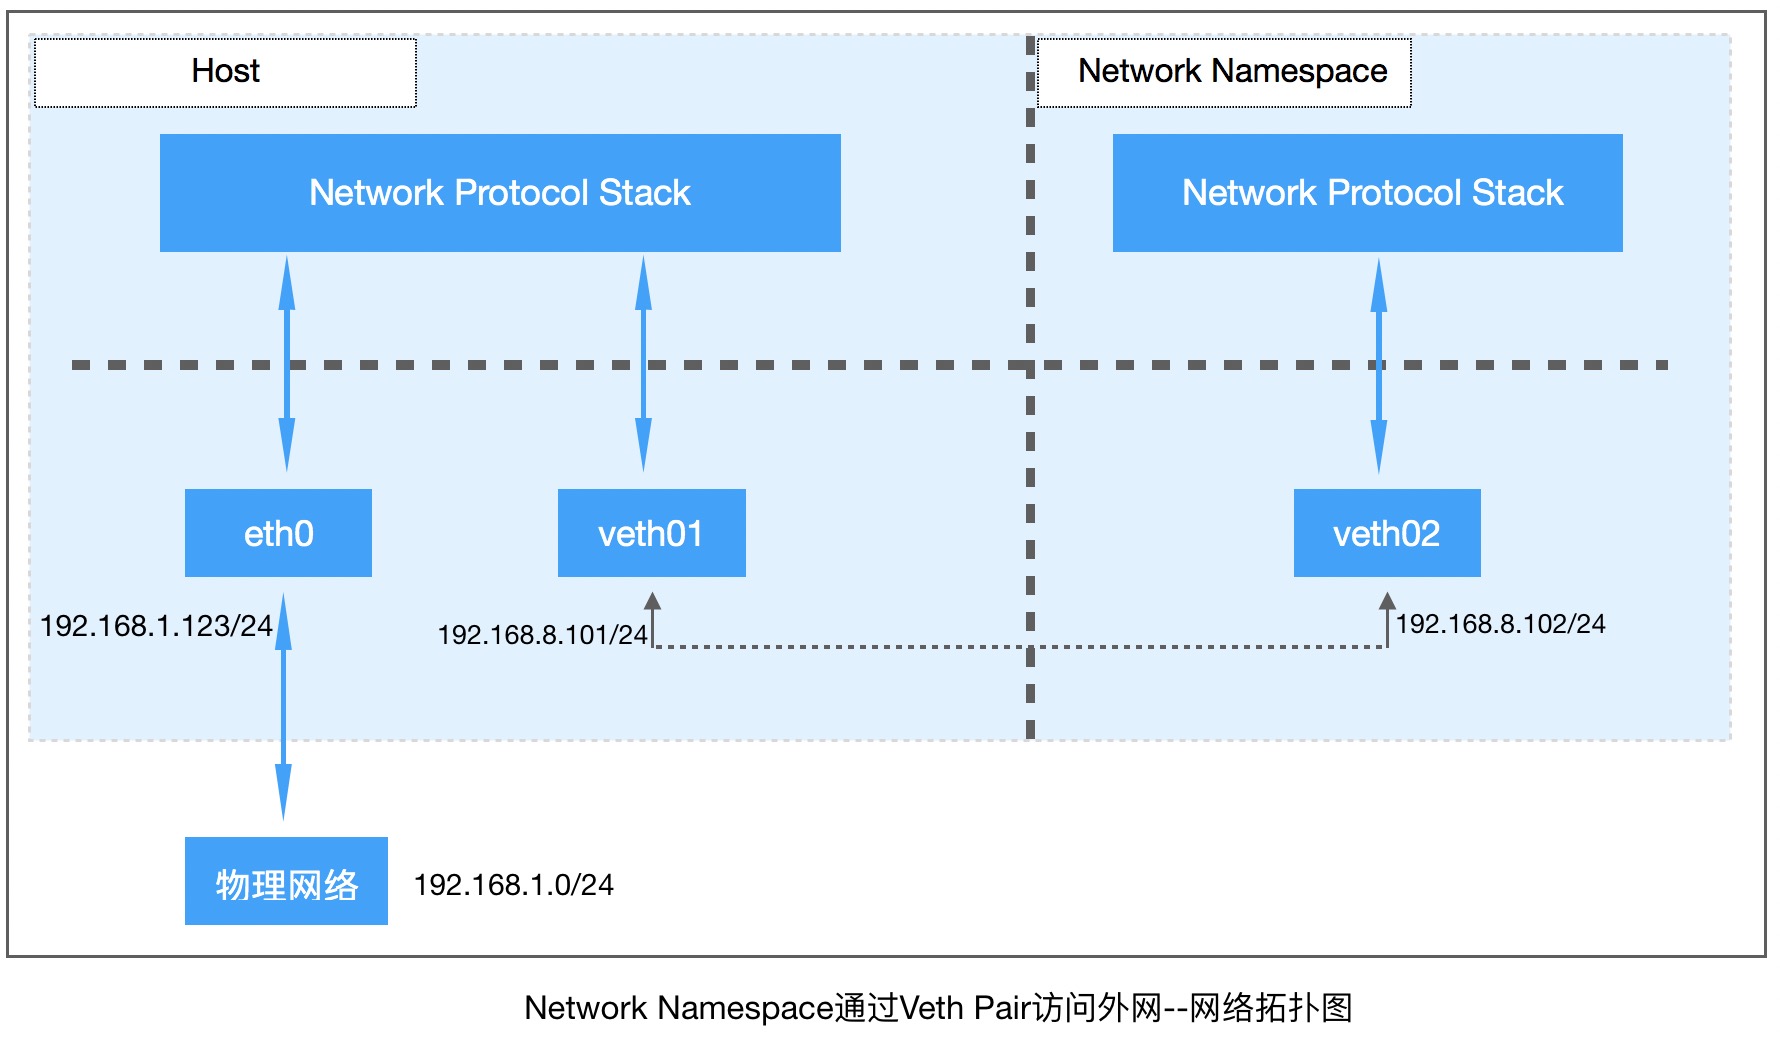 Host
Network Namespace
Network Protocol Stack
Network Protocol Stack
eth0
veth01
veth02
192.168.1.123/24
192.168.8.101/24
192.168.8.102/24
物理网络
192.168.1.0/24
Network Namespace通过Veth Pair访问外网--网络拓扑图